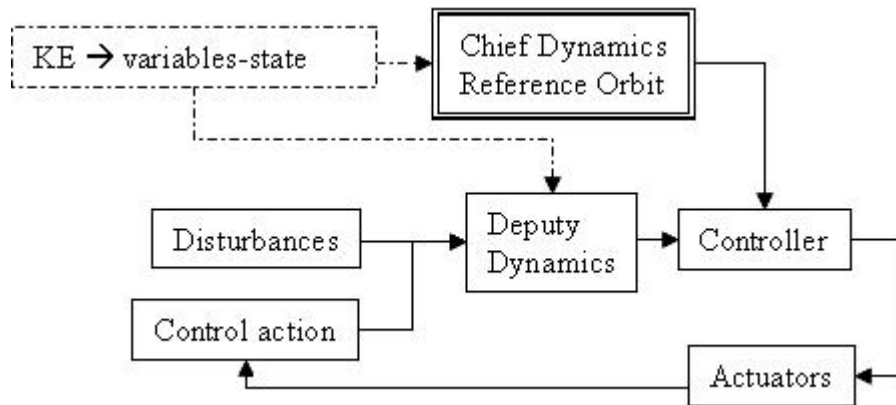 KE → variables-state
Chief Dynamics
Reference Orbit
Disturbances
Deputy
Dynamics
Controller
Control action
Actuators